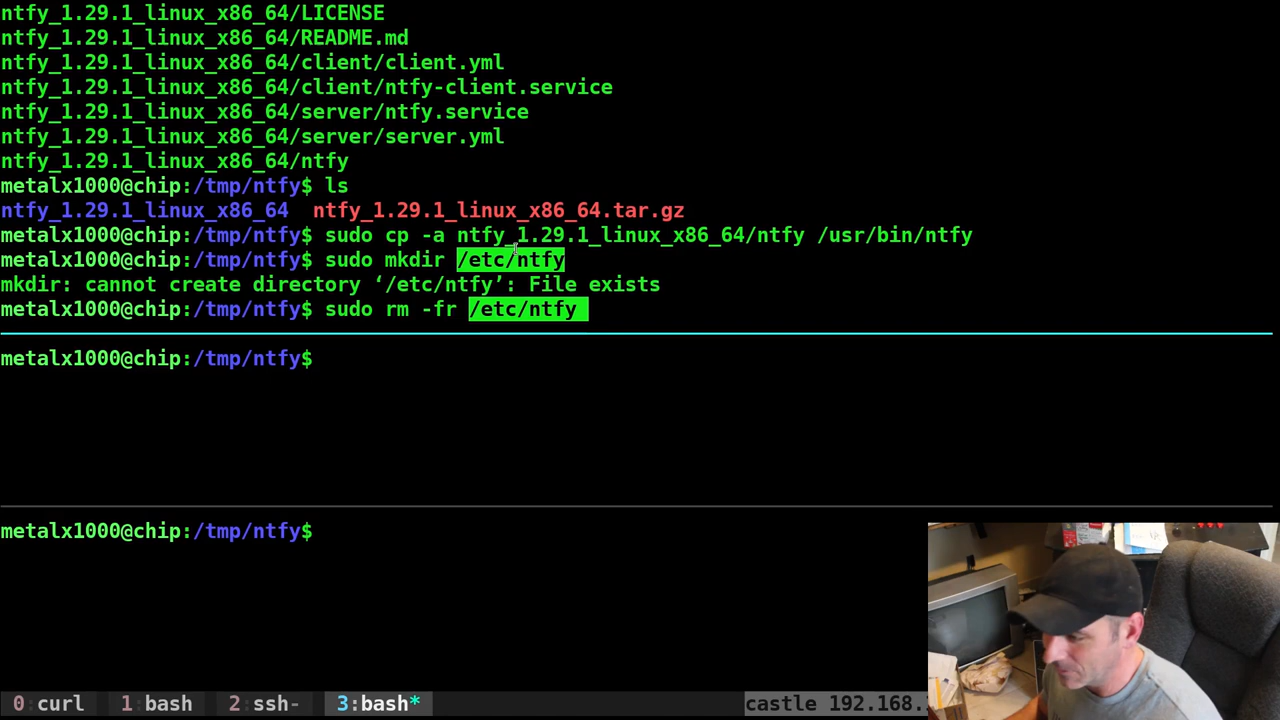 ntfy_1.29.1_linux_x86_64/LICENSE
ntfy_1.29.1_linux_x86_64/README.md
ntfy_1.29.1_linux_x86_64/client/client.yml
ntfy_1.29.1_linux_x86_64/client/ntfy-client.service
ntfy_1.29.1_linux_x86_64/server/ntfy.service
ntfy_1.29.1_linux_x86_64/server/server.yml
ntfy_1.29.1_linux_x86_64/ntfy
metalx1000@chip:/tmp/ntfy$ ls
ntfy_1.29.1_linux_x86_64  ntfy_1.29.1_linux_x86_64.tar.gz
metalx1000@chip:/tmp/ntfy$ sudo cp -a ntfy_1.29.1_linux_x86_64/ntfy /usr/bin/ntfy
metalx1000@chip:/tmp/ntfy$ sudo mkdir /etc/ntfy
mkdir: cannot create directory ‘/etc/ntfy’: File exists
metalx1000@chip:/tmp/ntfy$ sudo rm -fr /etc/ntfy
metalx1000@chip:/tmp/ntfy$
metalx1000@chip:/tmp/ntfy$
0:curl  1:bash  2:ssh-  3:bash*  castle 192.168.